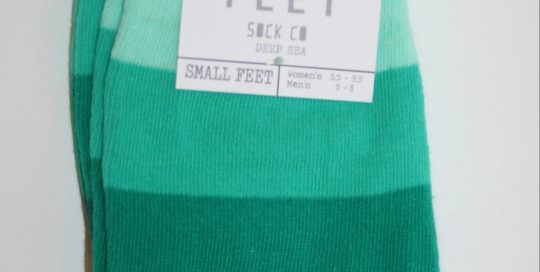 FEET
SOCK CO
DEEP SEA
SMALL FEET
Women's 5.5 - 9.5
Men's 5 - 8